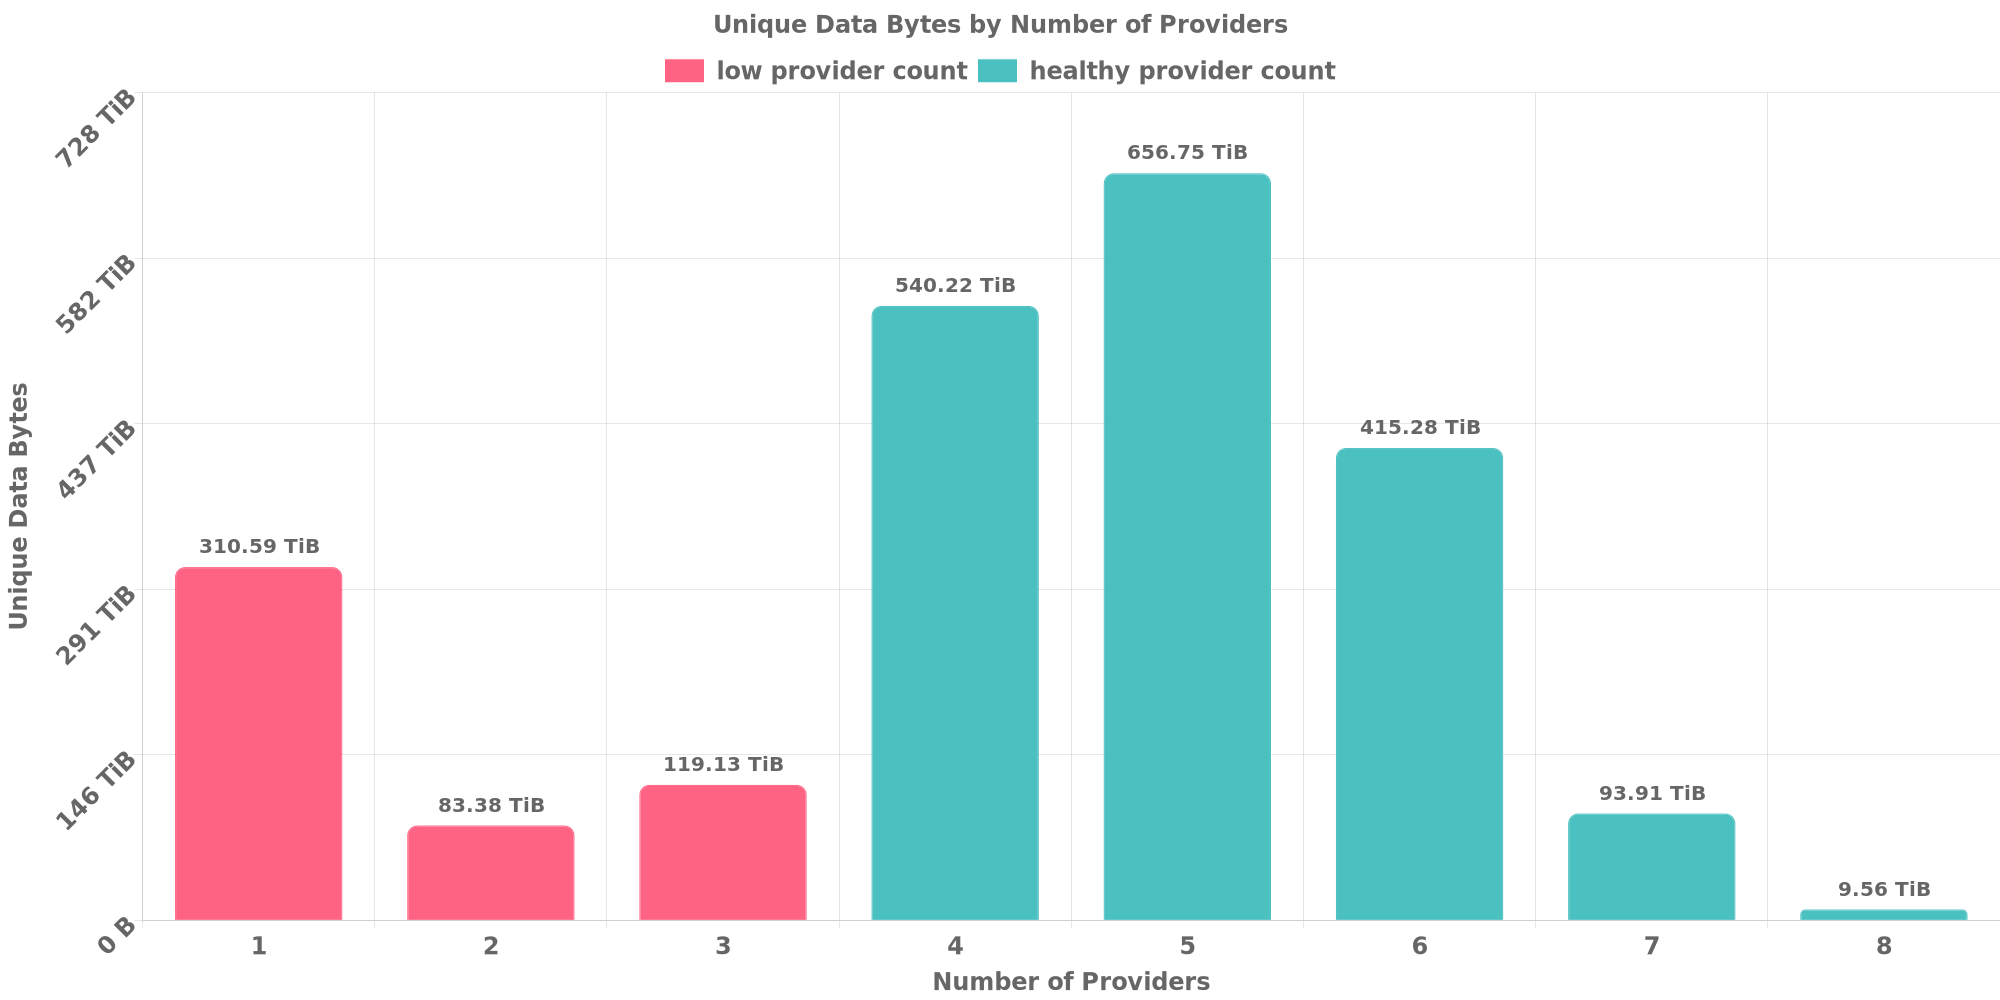 Unique Data Bytes by Number of Providers
low provider count
healthy provider count
728 TiB
582 TiB
437 TiB
291 TiB
146 TiB
0 B
Unique Data Bytes
310.59 TiB
83.38 TiB
119.13 TiB
540.22 TiB
656.75 TiB
415.28 TiB
93.91 TiB
9.56 TiB
1 2 3 4 5 6 7 8
Number of Providers